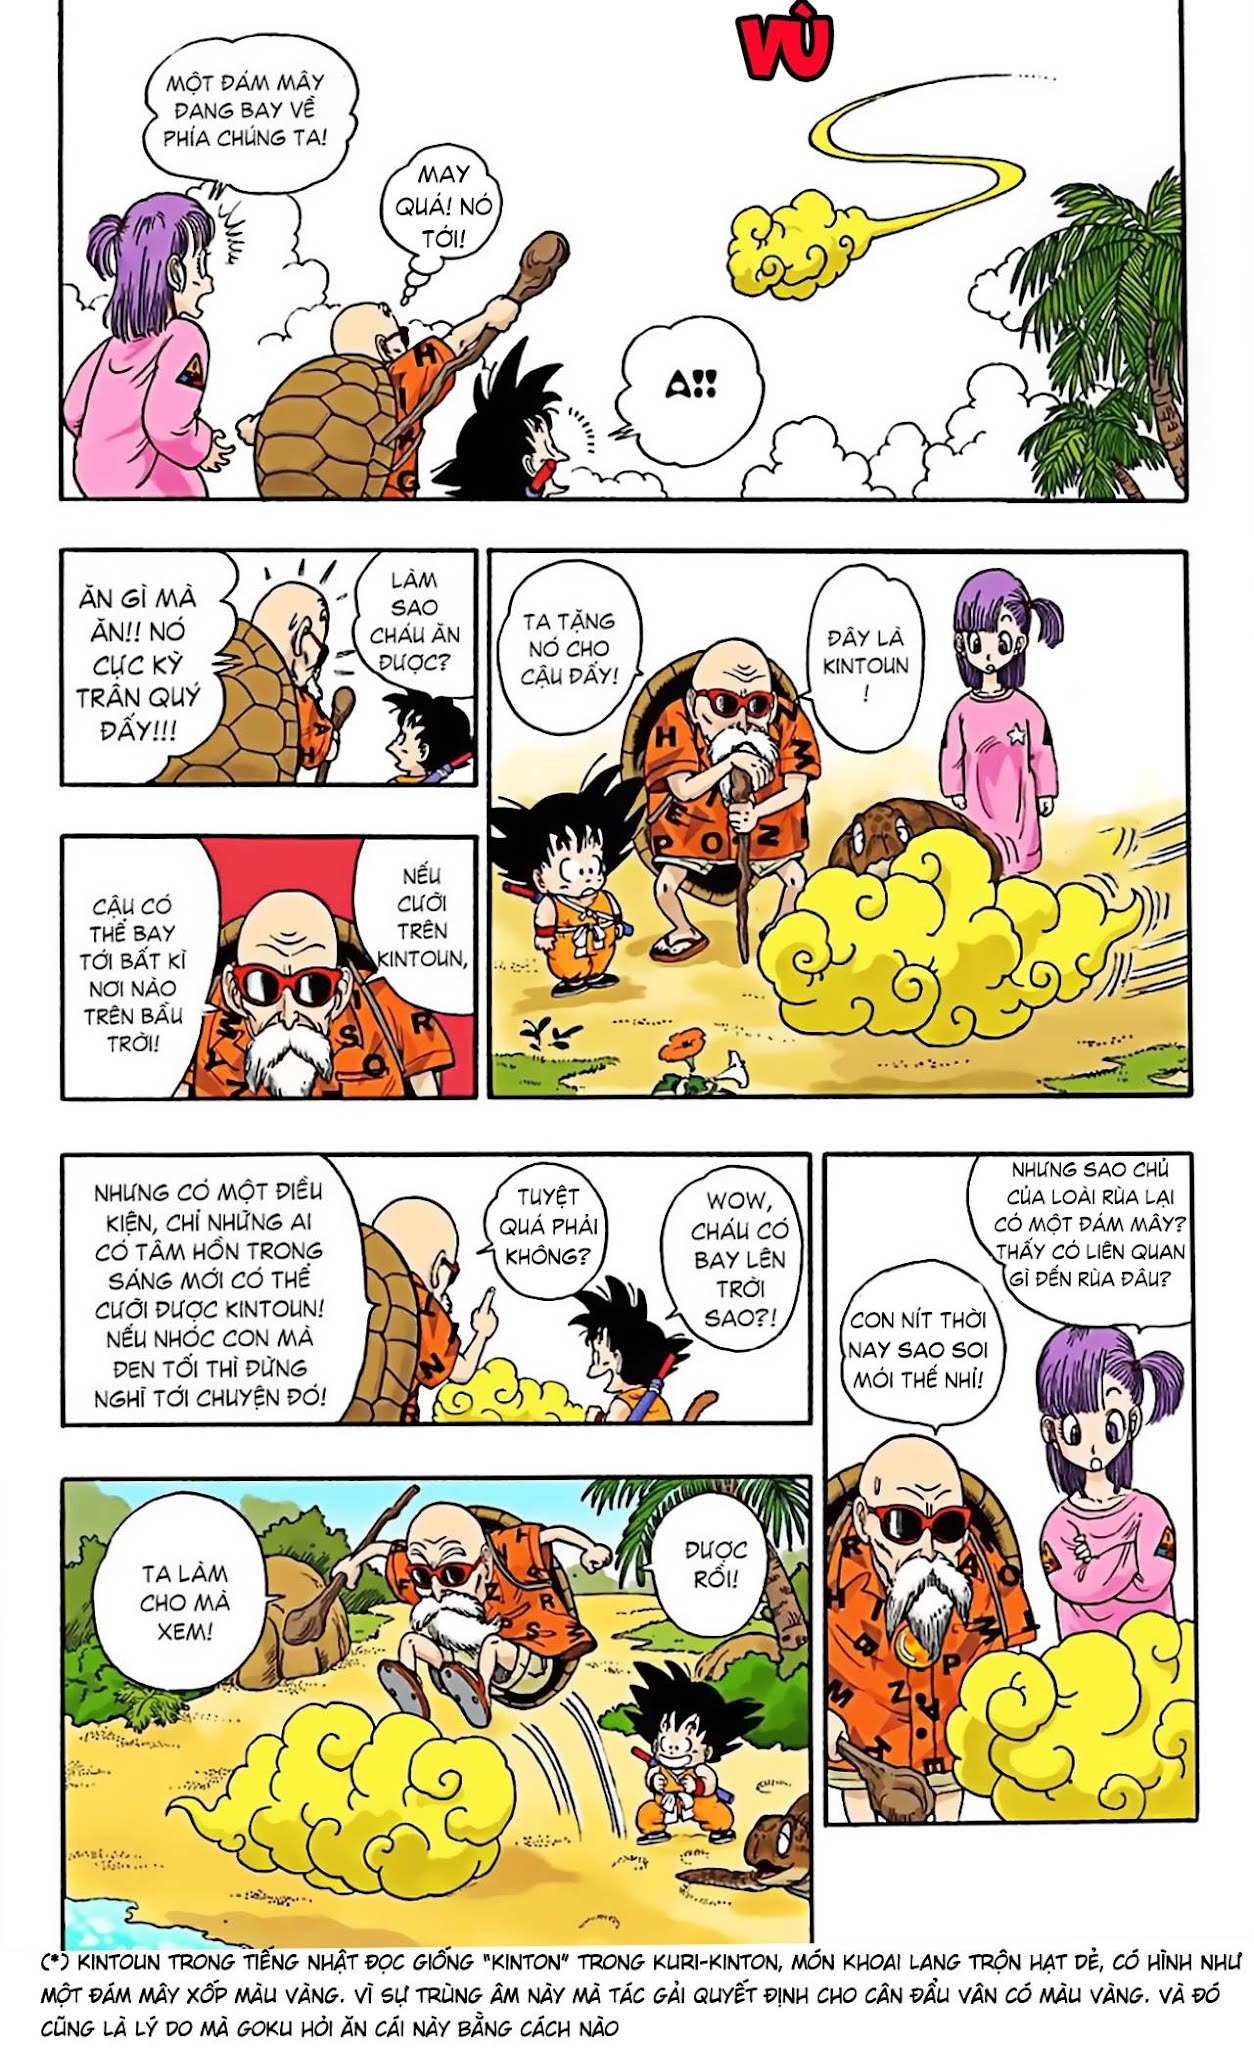 VÙ
MỘT ĐÁM MÂY
ĐANG BAY VỀ
PHÍA CHÚNG TA!
MAY
QUÁ! NÓ
TỚI!
A!!
ĐÂY LÀ
KINTOUN
!
TA TẶNG
NÓ CHO
CẬU ĐẤY!
LÀM
SAO
CHÁU ĂN
ĐƯỢC?
ĂN GÌ MÀ
ĂN!! NÓ
CỰC KỲ
TRÂN QUÝ
ĐẤY!!!
NẾU
CƯỠI
TRÊN
KINTOUN,
CẬU CÓ
THỂ BAY
TỚI BẤT KÌ
NƠI NÀO
TRÊN BẦU
TRỜI!
NHƯNG SAO CHỦ
CỦA LOÀI RÙA LẠI
CÓ MỘT ĐÁM MÂY?
THẤY CÓ LIÊN QUAN
GÌ ĐẾN RÙA ĐÂU?
CON NÍT THỜI
NAY SAO SOI
MÓI THẾ NHỈ!
WOW,
CHÁU CÓ
BAY LÊN
TRỜI
SAO?!
TUYỆT
QUÁ PHẢI
KHÔNG?
NHƯNG CÓ MỘT ĐIỀU
KIỆN, CHỈ NHỮNG AI
CÓ TÂM HỒN TRONG
SÁNG MỚI CÓ THỂ
CƯỠI ĐƯỢC KINTOUN!
NẾU NHÓC CON MÀ
ĐEN TỐI THÌ ĐỪNG
NGHĨ TỚI CHUYỆN ĐÓ!
ĐƯỢC
RỒI!
TA LÀM
CHO MÀ
XEM!
(*) KINTOUN TRONG TIẾNG NHẬT ĐỌC GIỐNG "KINTON" TRONG KURI-KINTON, MÓN KHOAI LANG TRỘN HẠT DẺ, CÓ HÌNH NHƯ
MỘT ĐÁM MÂY XỐP MÀU VÀNG. VÌ SỰ TRÙNG ÂM NÀY MÀ TÁC GẢI QUYẾT ĐỊNH CHO CÂN ĐẨU VÂN CÓ MÀU VÀNG. VÀ ĐÓ
CŨNG LÀ LÝ DO MÀ GOKU HỎI ĂN CÁI NÀY BẰNG CÁCH NÀO